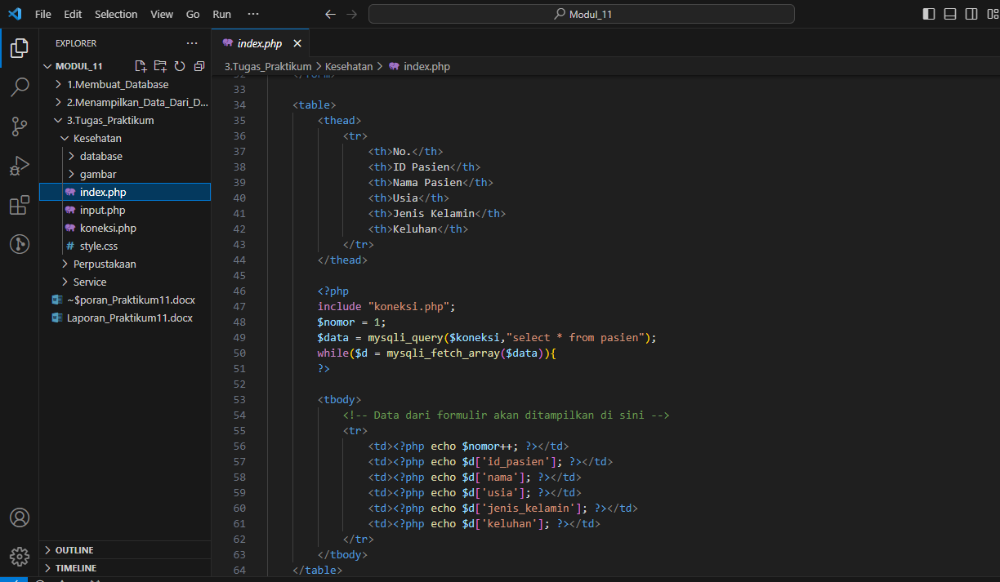 File Edit Selection View Go Run ··· Modul_11
EXPLORER ···
MODUL_11
1.Membuat_Database
2.Menampilkan_Data_Dari_D...
3.Tugas_Praktikum
Kesehatan
database
gambar
index.php
input.php
koneksi.php
# style.css
Perpustakaan
Service
~$poran_Praktikum11.docx
Laporan_Praktikum11.docx
OUTLINE
TIMELINE
index.php
3.Tugas_Praktikum > Kesehatan > index.php
32 </form>
33
34 <table>
35 <thead>
36 <tr>
37 <th>No.</th>
38 <th>ID Pasien</th>
39 <th>Nama Pasien</th>
40 <th>Usia</th>
41 <th>Jenis Kelamin</th>
42 <th>Keluhan</th>
43 </tr>
44 </thead>
45
46 <?php
47 include "koneksi.php";
48 $nomor = 1;
49 $data = mysqli_query($koneksi,"select * from pasien");
50 while($d = mysqli_fetch_array($data)){
51 ?>
52
53 <tbody>
54 <!-- Data dari formulir akan ditampilkan di sini -->
55 <tr>
56 <td><?php echo $nomor++; ?></td>
57 <td><?php echo $d['id_pasien']; ?></td>
58 <td><?php echo $d['nama']; ?></td>
59 <td><?php echo $d['usia']; ?></td>
60 <td><?php echo $d['jenis_kelamin']; ?></td>
61 <td><?php echo $d['keluhan']; ?></td>
62 </tr>
63 </tbody>
64 </table>